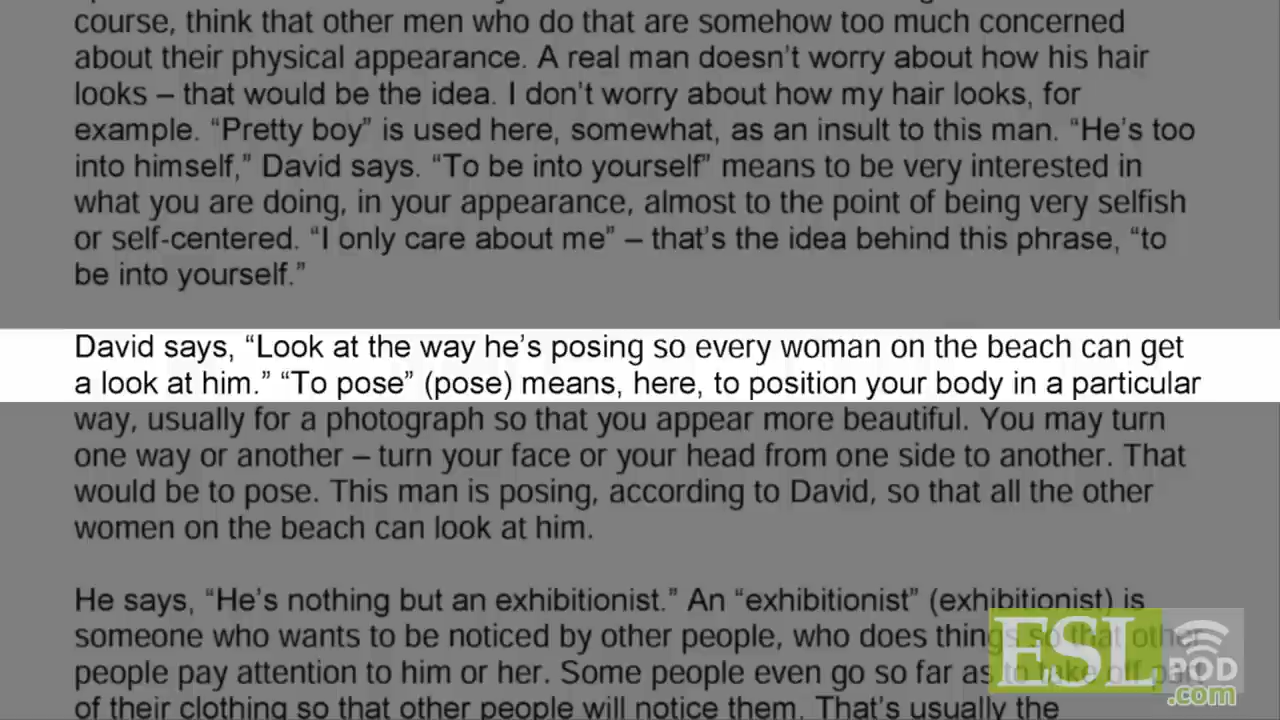 course, think that other men who do that are somehow too much concerned
about their physical appearance. A real man doesn’t worry about how his hair
looks – that would be the idea. I don’t worry about how my hair looks, for
example. “Pretty boy” is used here, somewhat, as an insult to this man. “He’s too
into himself,” David says. “To be into yourself” means to be very interested in
what you are doing, in your appearance, almost to the point of being very selfish
or self-centered. “I only care about me” – that’s the idea behind this phrase, “to
be into yourself.”
David says, “Look at the way he’s posing so every woman on the beach can get
a look at him.” “To pose” (pose) means, here, to position your body in a particular
way, usually for a photograph so that you appear more beautiful. You may turn
one way or another – turn your face or your head from one side to another. That
would be to pose. This man is posing, according to David, so that all the other
women on the beach can look at him.
He says, “He’s nothing but an exhibitionist.” An “exhibitionist” (exhibitionist) is
someone who wants to be noticed by other people, who does things so that other
people pay attention to him or her. Some people even go so far as to take off part
of their clothing so that other people will notice them. That’s usually the
ESL
POD
.com